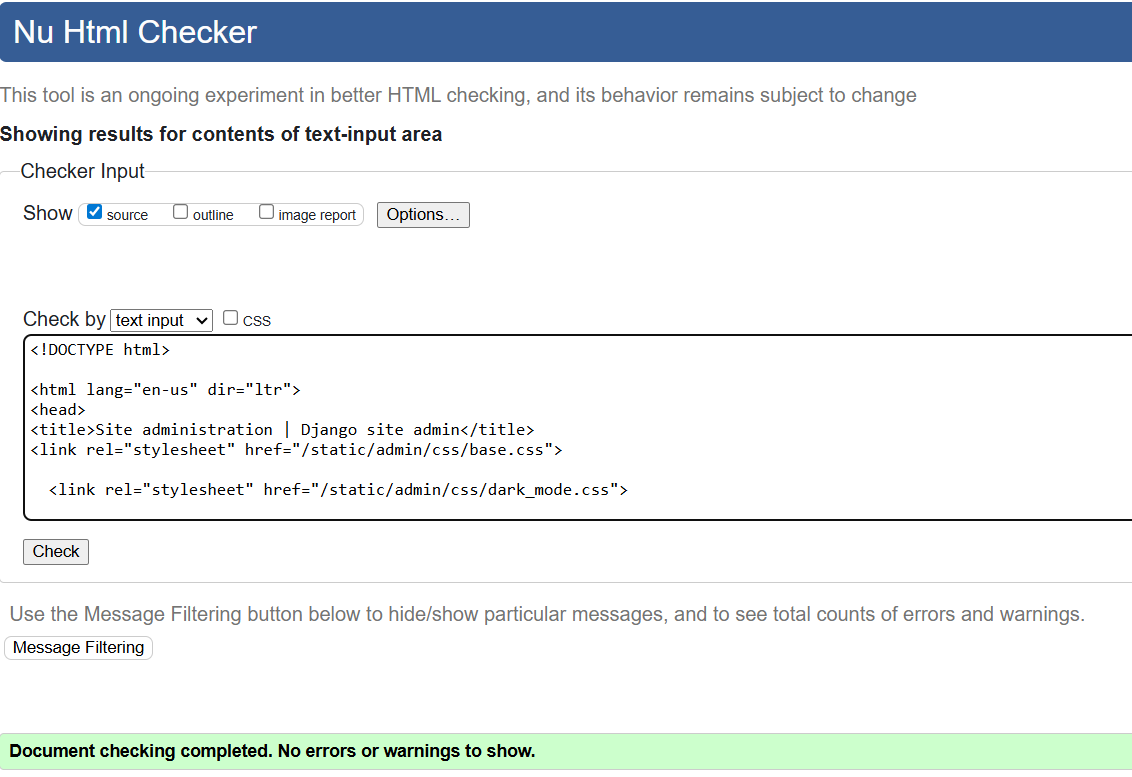 Nu Html Checker
This tool is an ongoing experiment in better HTML checking, and its behavior remains subject to change
Showing results for contents of text-input area
Checker Input
Show source outline image report Options...
Check by text input CSS
<!DOCTYPE html>
<html lang="en-us" dir="ltr">
<head>
<title>Site administration | Django site admin</title>
<link rel="stylesheet" href="/static/admin/css/base.css">
<link rel="stylesheet" href="/static/admin/css/dark_mode.css">
Check
Use the Message Filtering button below to hide/show particular messages, and to see total counts of errors and warnings.
Message Filtering
Document checking completed. No errors or warnings to show.